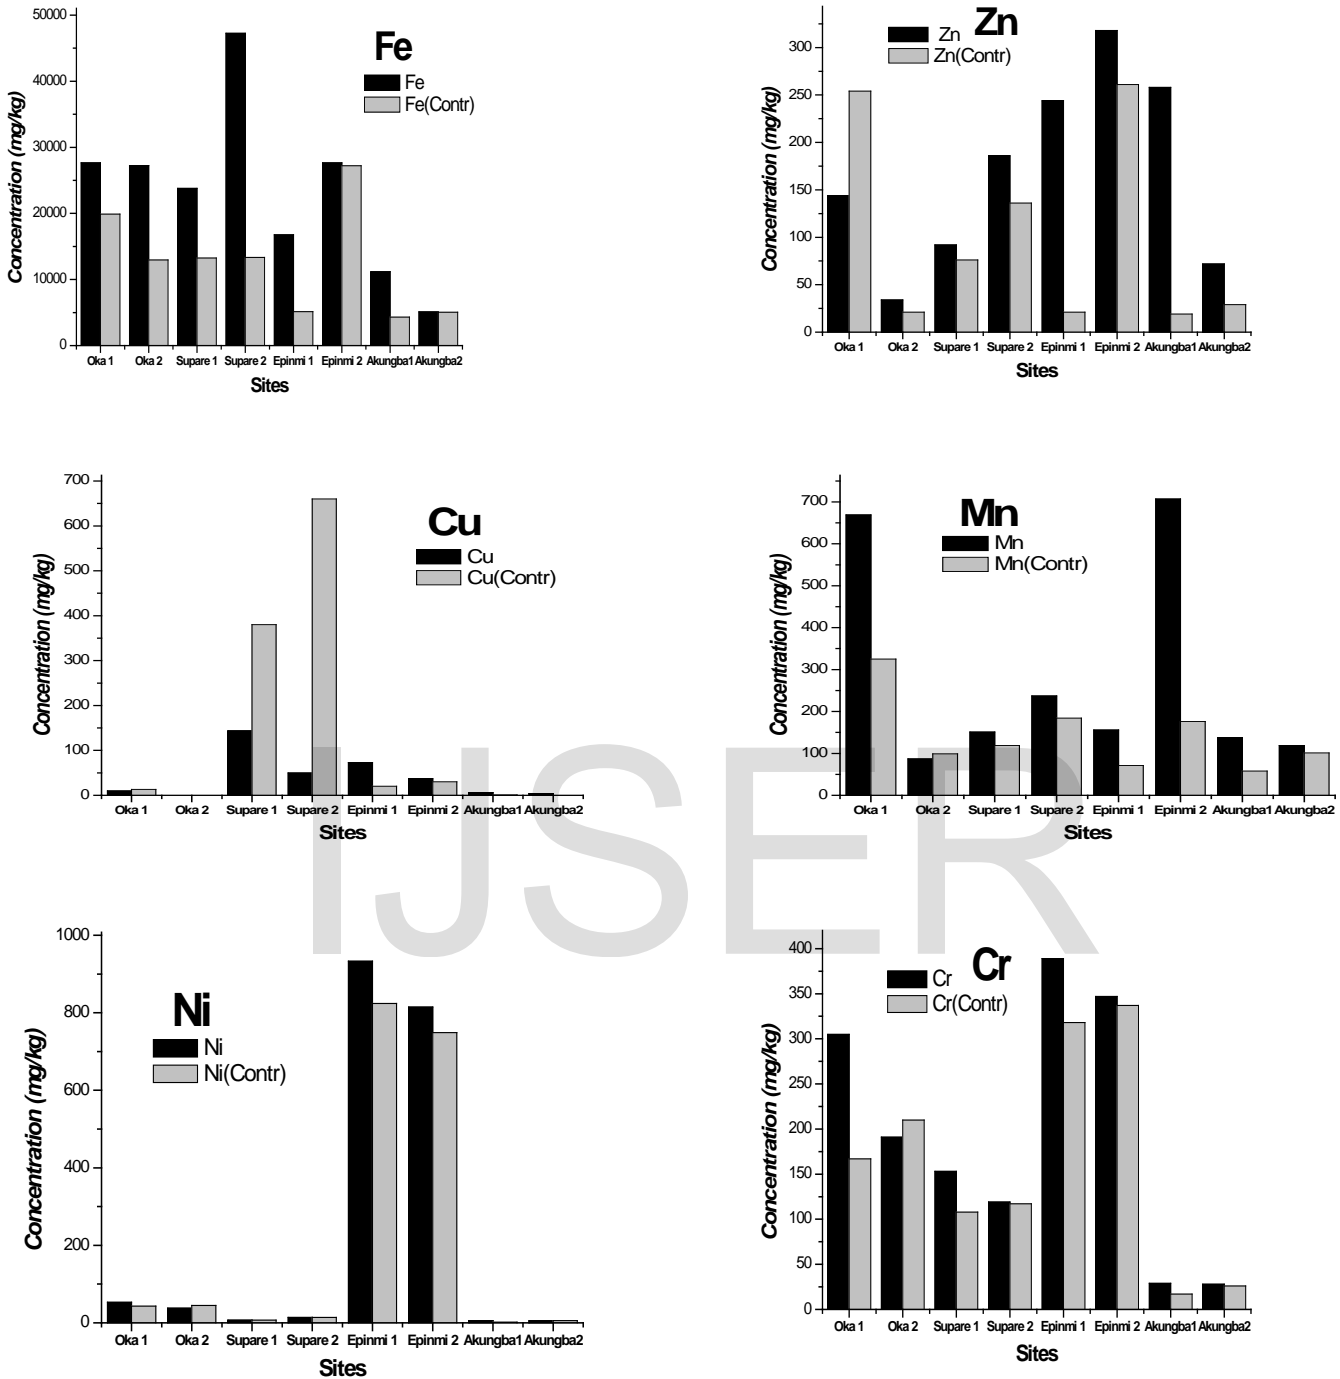 Fe
Fe
Fe(Contr)
50000
40000
30000
20000
10000
0
Concentration (mg/kg)
Oka 1 Oka 2 Supare 1 Supare 2 Epinmi 1 Epinmi 2 Akungba1 Akungba2
Sites
Zn
Zn
Zn(Contr)
300
250
200
150
100
50
0
Concentration (mg/kg)
Oka 1 Oka 2 Supare 1 Supare 2 Epinmi 1 Epinmi 2 Akungba1 Akungba2
Sites
Cu
Cu
Cu(Contr)
700
600
500
400
300
200
100
0
Concentration (mg/kg)
Oka 1 Oka 2 Supare 1 Supare 2 Epinmi 1 Epinmi 2 Akungba1 Akungba2
Sites
Mn
Mn
Mn(Contr)
700
600
500
400
300
200
100
0
Concentration (mg/kg)
Oka 1 Oka 2 Supare 1 Supare 2 Epinmi 1 Epinmi 2 Akungba1 Akungba2
Sites
IJSER
Ni
Ni
Ni(Contr)
1000
800
600
400
200
0
Concentration (mg/kg)
Oka 1 Oka 2 Supare 1 Supare 2 Epinmi 1 Epinmi 2 Akungba1 Akungba2
Sites
Cr
Cr
Cr(Contr)
400
350
300
250
200
150
100
50
0
Concentration (mg/kg)
Oka 1 Oka 2 Supare 1 Supare 2 Epinmi 1 Epinmi 2 Akungba1 Akungba2
Sites